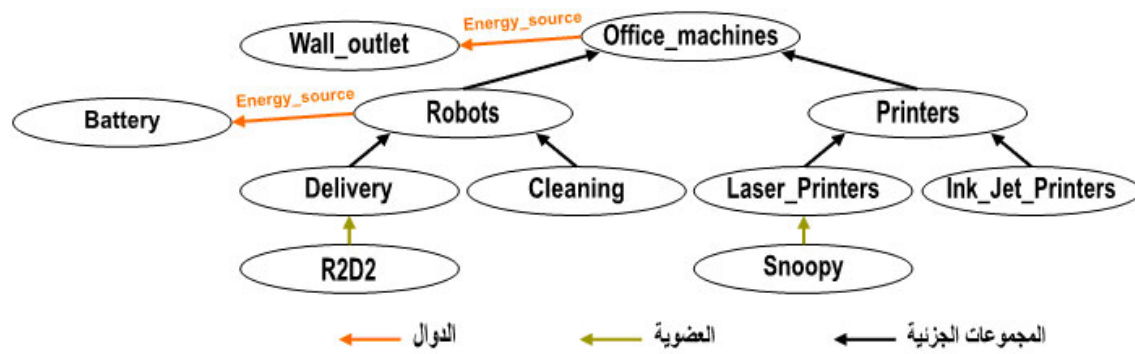 Energy_source
Wall_outlet
Office_machines
Energy_source
Battery
Robots
Printers
Delivery
Cleaning
Laser_Printers
Ink_Jet_Printers
R2D2
Snoopy
المجموعات الجزئية
العضوية
الدوال